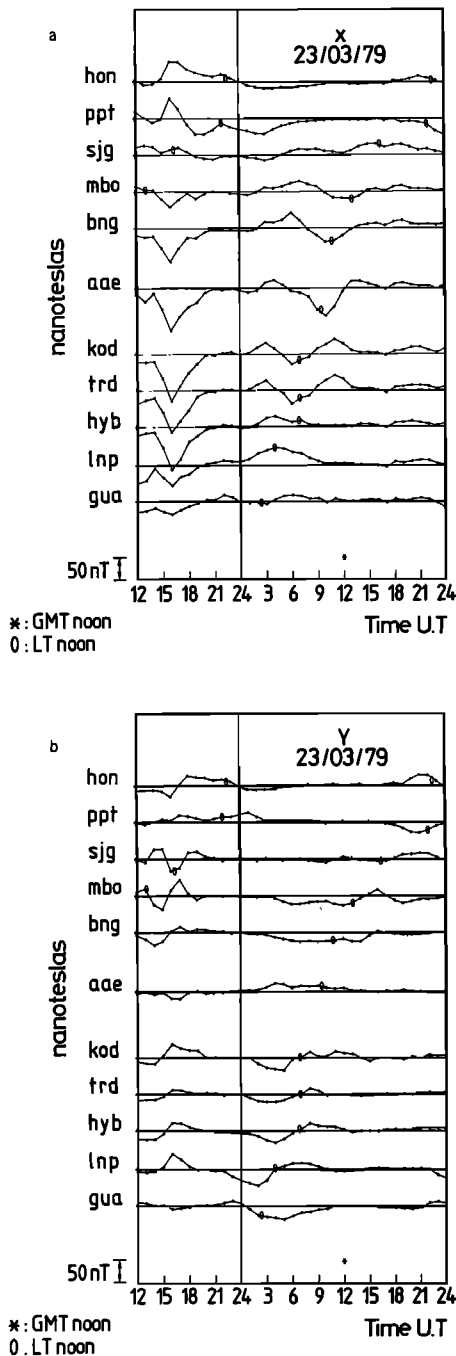 a
X
23/03/79
hon
ppt
sjg
mbo
bng
aae
kod
trd
hyb
lnp
gua
nanoteslas
50nT
12 15 18 21 24 3 6 9 12 15 18 21 24
*: GMT noon
0: LT noon
Time U.T
b
Y
23/03/79
hon
ppt
sjg
mbo
bng
aae
kod
trd
hyb
lnp
gua
nanoteslas
50nT
12 15 18 21 24 3 6 9 12 15 18 21 24
*: GMT noon
0. LT noon
Time U.T